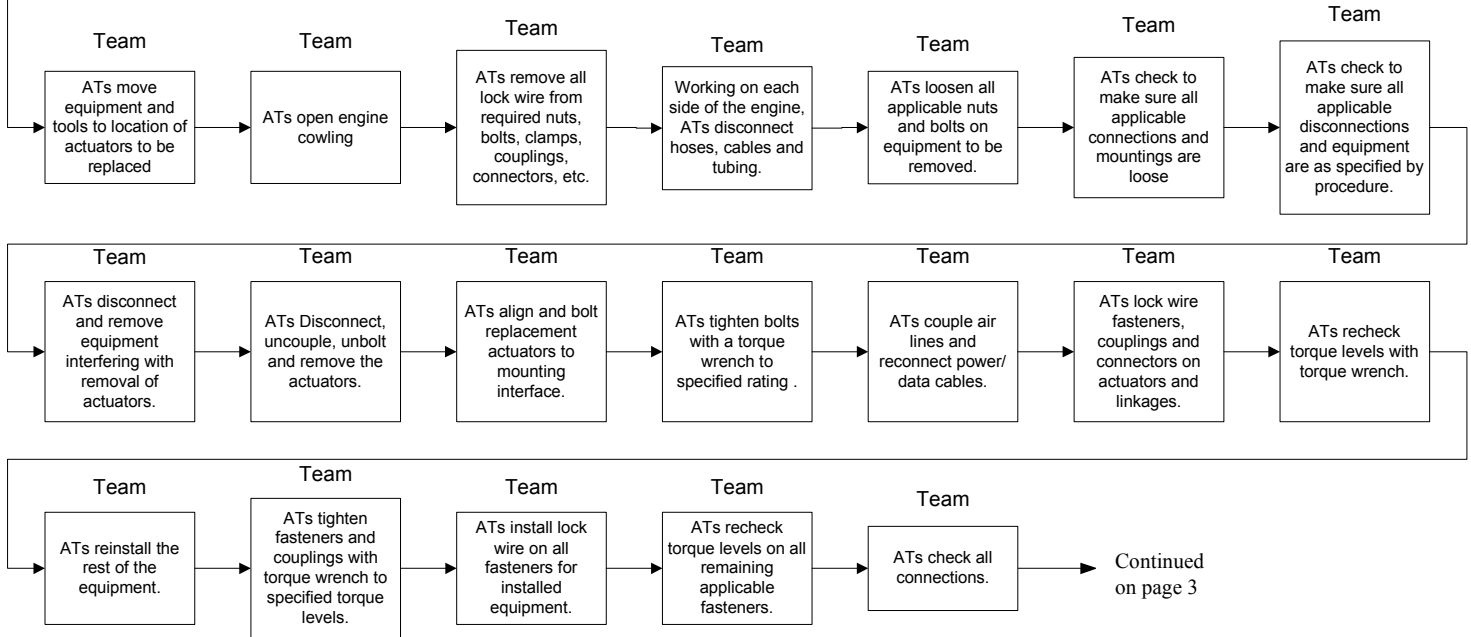 Team
ATs move
equipment and
tools to location of
actuators to be
replaced
Team
ATs open engine
cowling
Team
ATs remove all
lock wire from
required nuts,
bolts, clamps,
couplings,
connectors, etc.
Team
Working on each
side of the engine,
ATs disconnect
hoses, cables and
tubing.
Team
ATs loosen all
applicable nuts
and bolts on
equipment to be
removed.
Team
ATs check to
make sure all
applicable
connections and
mountings are
loose
Team
ATs check to
make sure all
applicable
disconnections
and equipment
are as specified by
procedure.
Team
ATs disconnect
and remove
equipment
interfering with
removal of
actuators.
Team
ATs Disconnect,
uncouple, unbolt
and remove the
actuators.
Team
ATs align and bolt
replacement
actuators to
mounting
interface.
Team
ATs tighten bolts
with a torque
wrench to
specified rating .
Team
ATs couple air
lines and
reconnect power/
data cables.
Team
ATs lock wire
fasteners,
couplings and
connectors on
actuators and
linkages.
Team
ATs recheck
torque levels with
torque wrench.
Team
ATs reinstall the
rest of the
equipment.
Team
ATs tighten
fasteners and
couplings with
torque wrench to
specified torque
levels.
Team
ATs install lock
wire on all
fasteners for
installed
equipment.
Team
ATs recheck
torque levels on all
remaining
applicable
fasteners.
Team
ATs check all
connections.
Continued
on page 3